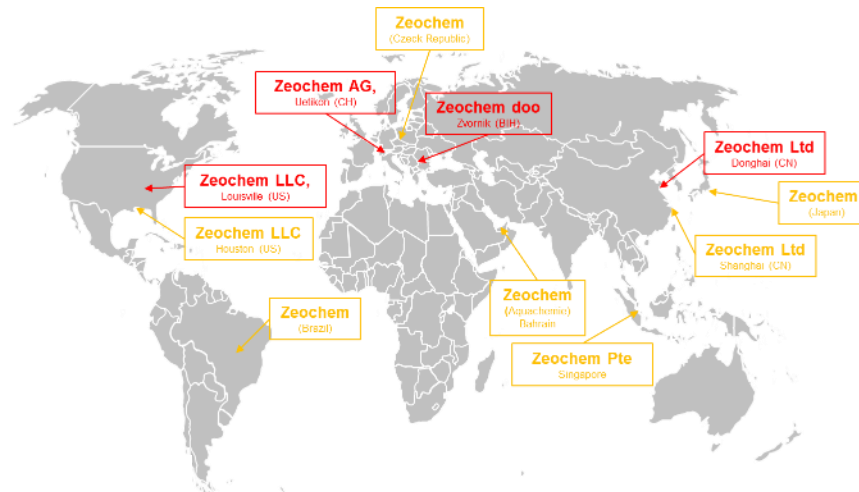 Zeochem
(Czeck Republic)
Zeochem AG,
Uetikon (CH)
Zeochem doo
Zvornik (BIH)
Zeochem Ltd
Donghai (CN)
Zeochem LLC,
Louisville (US)
Zeochem
(Japan)
Zeochem LLC
Houston (US)
Zeochem Ltd
Shanghai (CN)
Zeochem
(Aquachemie)
Bahrain
Zeochem
(Brazil)
Zeochem Pte
Singapore